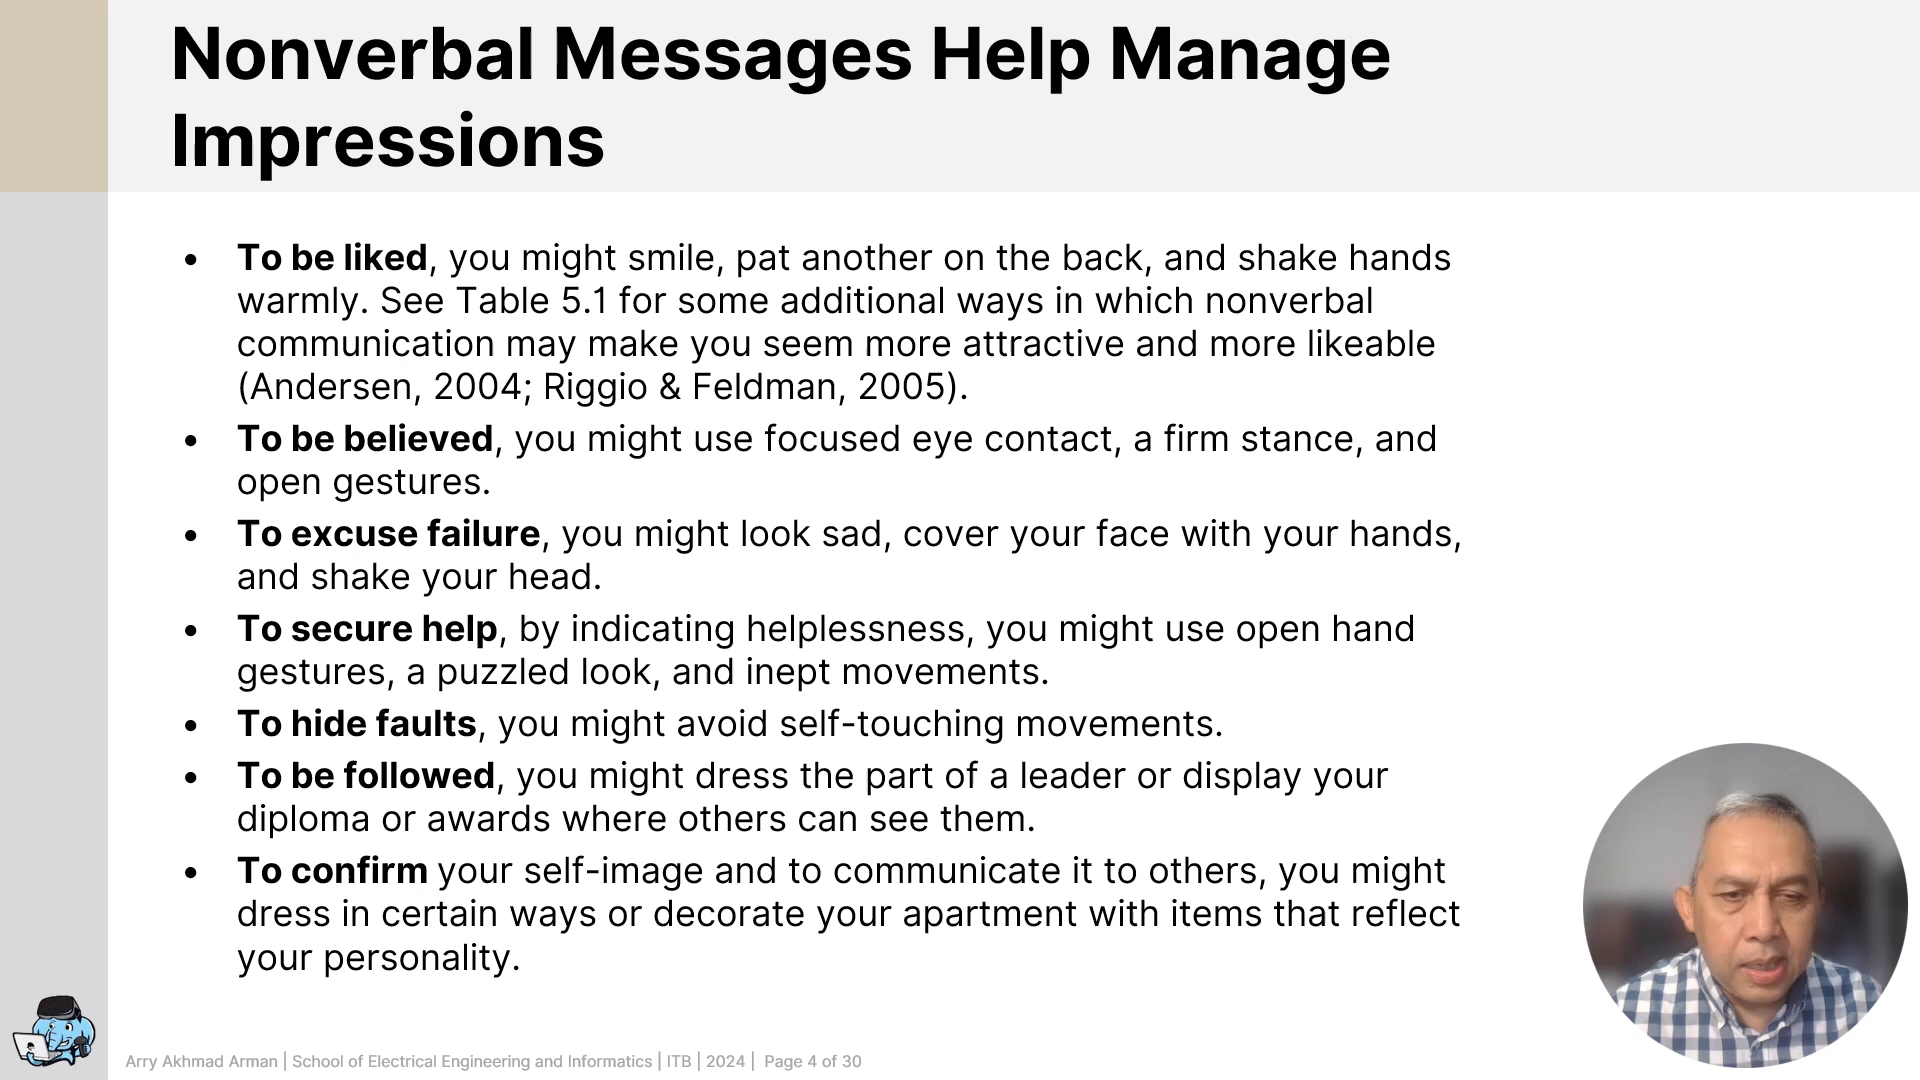 Nonverbal Messages Help Manage
Impressions
• To be liked, you might smile, pat another on the back, and shake hands
warmly. See Table 5.1 for some additional ways in which nonverbal
communication may make you seem more attractive and more likeable
(Andersen, 2004; Riggio & Feldman, 2005).
• To be believed, you might use focused eye contact, a firm stance, and
open gestures.
• To excuse failure, you might look sad, cover your face with your hands,
and shake your head.
• To secure help, by indicating helplessness, you might use open hand
gestures, a puzzled look, and inept movements.
• To hide faults, you might avoid self-touching movements.
• To be followed, you might dress the part of a leader or display your
diploma or awards where others can see them.
• To confirm your self-image and to communicate it to others, you might
dress in certain ways or decorate your apartment with items that reflect
your personality.
Arry Akhmad Arman | School of Electrical Engineering and Informatics | ITB | 2024 | Page 4 of 30